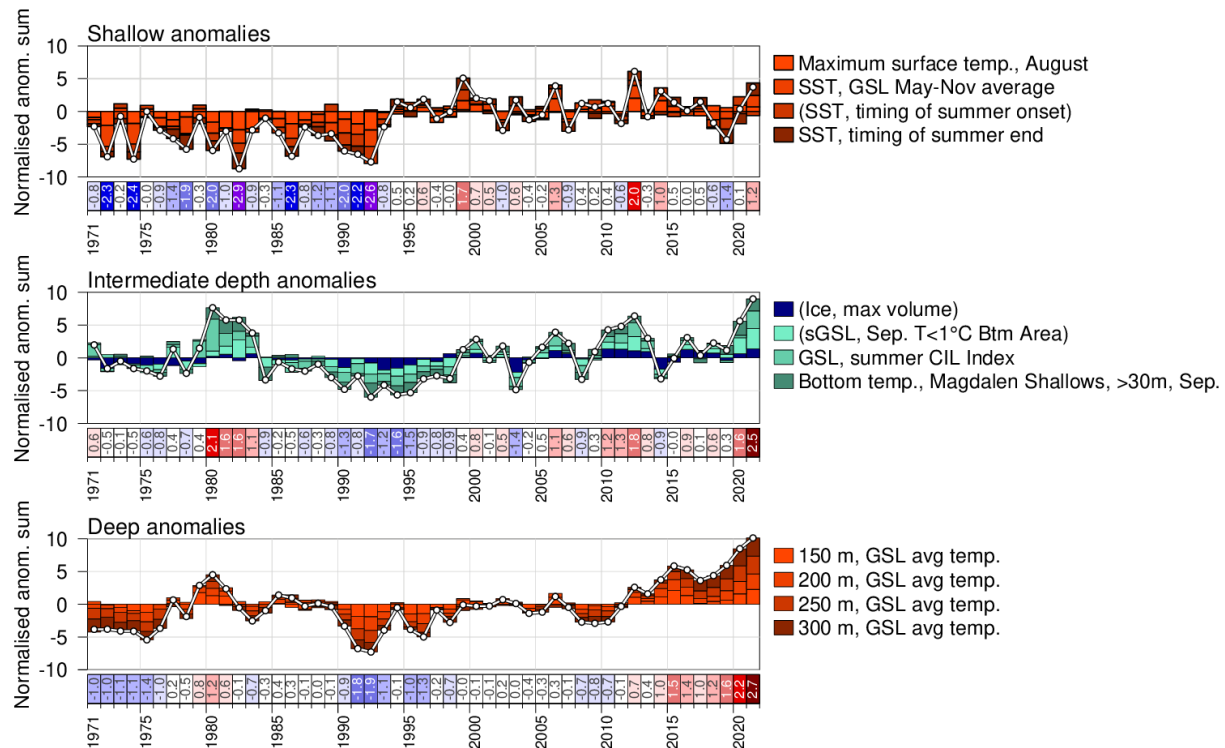 Shallow anomalies
Normalised anom. sum
10
5
0
-5
-10
Maximum surface temp., August
SST, GSL May-Nov average
(SST, timing of summer onset)
SST, timing of summer end
-0.8 -2.3 -0.2 -2.4 -0.0 -0.9 -1.4 -1.9 -0.3 -2.0 -1.0 -2.9 -0.9 -0.3 -1.1 -2.3 -0.8 -1.2 -1.1 -2.0 -2.2 -2.6 -0.8 0.5 0.2 0.6 -0.4 -0.0 1.7 0.7 0.5 -1.0 0.6 -0.4 -0.2 1.3 -0.9 0.4 0.2 0.4 -0.6 2.0 -0.3 1.0 0.5 0.0 0.5 -0.6 -1.4 0.1 1.2
1971 1975 1980 1985 1990 1995 2000 2005 2010 2015 2020
Intermediate depth anomalies
Normalised anom. sum
10
5
0
-5
-10
(Ice, max volume)
(sGSL, Sep. T<1°C Btm Area)
GSL, summer CIL Index
Bottom temp., Magdalen Shallows, >30m, Sep.
0.6 -0.5 -0.1 -0.5 -0.6 -0.8 0.4 -0.7 0.4 2.1 1.6 1.6 1.1 -0.9 -0.2 -0.5 -0.6 -0.3 -0.8 -1.3 -0.8 -1.7 -1.2 -1.6 -1.5 -0.9 -0.8 -0.9 0.4 0.8 -0.1 0.5 -1.4 -0.2 0.5 1.1 0.6 -0.9 0.3 1.2 1.3 1.8 0.8 -0.9 -0.0 0.9 0.1 0.6 0.3 1.6 2.5
1971 1975 1980 1985 1990 1995 2000 2005 2010 2015 2020
Deep anomalies
Normalised anom. sum
10
5
0
-5
-10
150 m, GSL avg temp.
200 m, GSL avg temp.
250 m, GSL avg temp.
300 m, GSL avg temp.
-1.0 -1.0 -1.1 -1.1 -1.4 -1.0 0.2 -0.5 0.8 1.2 0.6 -0.1 -0.7 -0.3 0.4 0.3 -0.1 0.0 -0.1 -0.9 -1.8 -1.9 -1.1 -0.1 -1.0 -1.3 -0.2 -0.7 -0.0 -0.1 -0.1 0.2 0.0 -0.4 -0.3 0.3 -0.1 -0.7 -0.8 -0.7 -0.1 0.7 0.4 1.0 1.5 1.4 1.0 1.2 1.6 2.2 2.7
1971 1975 1980 1985 1990 1995 2000 2005 2010 2015 2020